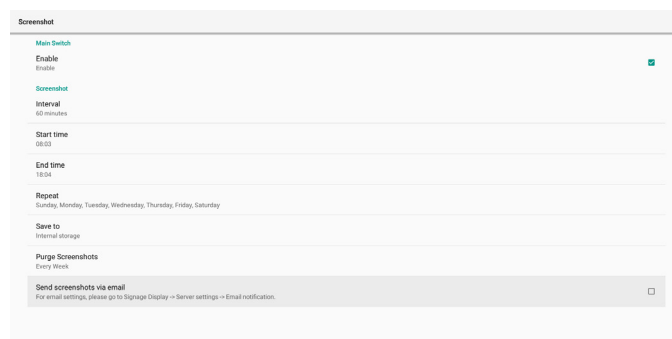 Screenshot
Main Switch
Enable
Enable
Screenshot
Interval
60 minutes
Start time
08:03
End time
18:04
Repeat
Sunday, Monday, Tuesday, Wednesday, Thursday, Friday, Saturday
Save to
Internal storage
Purge Screenshots
Every Week
Send screenshots via email
For email settings, please go to Signage Display -> Server settings -> Email notification.